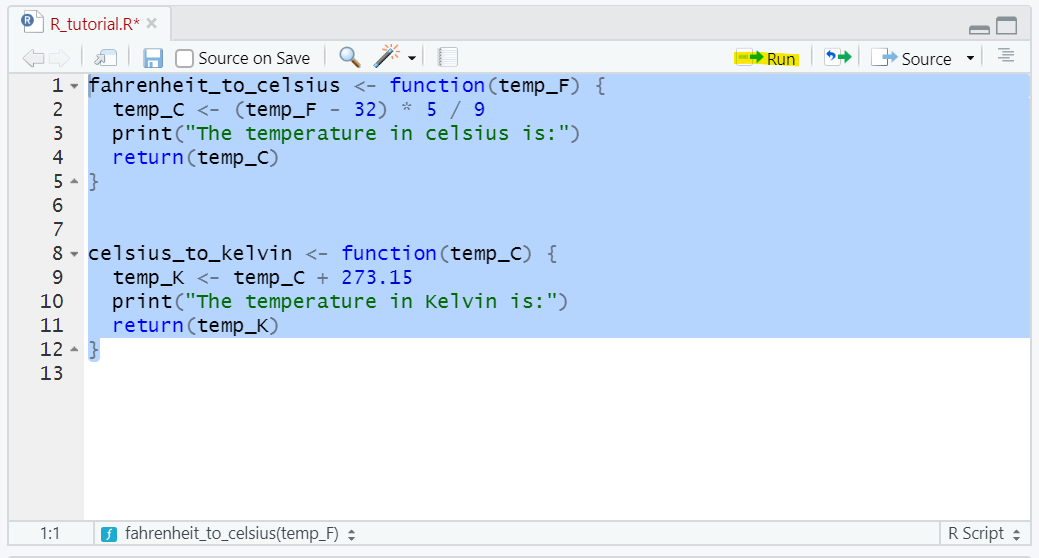 R_tutorial.R*
Source on Save Run Source
1 fahrenheit_to_celsius <- function(temp_F) {
2   temp_C <- (temp_F - 32) * 5 / 9
3   print("The temperature in celsius is:")
4   return(temp_C)
5 }
6
7
8 celsius_to_kelvin <- function(temp_C) {
9   temp_K <- temp_C + 273.15
10   print("The temperature in Kelvin is:")
11   return(temp_K)
12 }
13
1:1 fahrenheit_to_celsius(temp_F) R Script